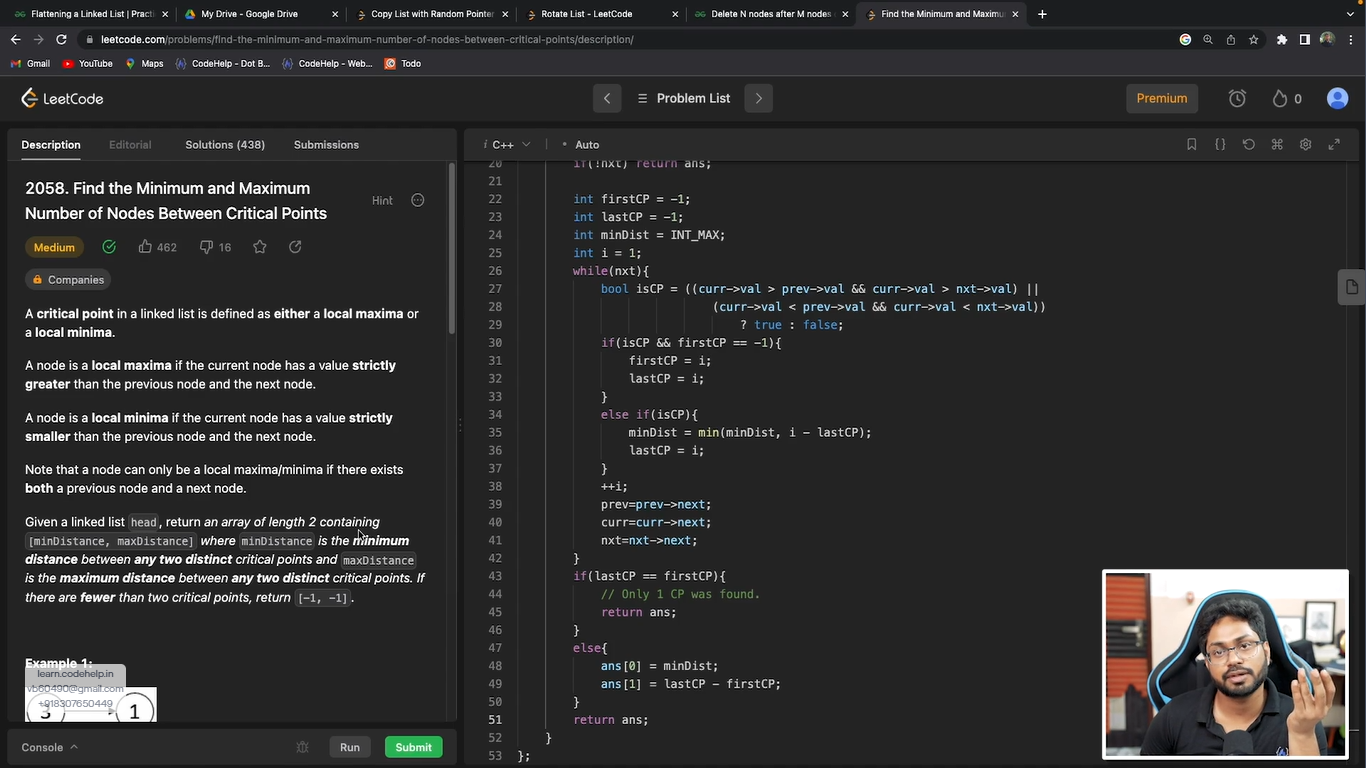 Flattening a Linked List | Practi
My Drive - Google Drive
Copy List with Random Pointer
Rotate List - LeetCode
Delete N nodes after M nodes
Find the Minimum and Maximum
leetcode.com/problems/find-the-minimum-and-maximum-number-of-nodes-between-critical-points/description/
Gmail
YouTube
Maps
CodeHelp - Dot B...
CodeHelp - Web...
Todo
LeetCode
Problem List
Premium
0
Description
Editorial
Solutions (438)
Submissions
2058. Find the Minimum and Maximum
Number of Nodes Between Critical Points
Hint
Medium
462
16
Companies
A critical point in a linked list is defined as either a local maxima or
a local minima.
A node is a local maxima if the current node has a value strictly
greater than the previous node and the next node.
A node is a local minima if the current node has a value strictly
smaller than the previous node and the next node.
Note that a node can only be a local maxima/minima if there exists
both a previous node and a next node.
Given a linked list head, return an array of length 2 containing
[minDistance, maxDistance] where minDistance is the minimum
distance between any two distinct critical points and maxDistance
is the maximum distance between any two distinct critical points. If
there are fewer than two critical points, return [-1, -1].
Example 1:
learn.codehelp.in
vb60490@gmail.com
+918307650449
3
1
Console
Run
Submit
i C++
Auto
20 if(!nxt) return ans;
21
22 int firstCP = -1;
23 int lastCP = -1;
24 int minDist = INT_MAX;
25 int i = 1;
26 while(nxt){
27 bool isCP = ((curr->val > prev->val && curr->val > nxt->val) ||
28 (curr->val < prev->val && curr->val < nxt->val))
29 ? true : false;
30 if(isCP && firstCP == -1){
31 firstCP = i;
32 lastCP = i;
33 }
34 else if(isCP){
35 minDist = min(minDist, i - lastCP);
36 lastCP = i;
37 }
38 ++i;
39 prev=prev->next;
40 curr=curr->next;
41 nxt=nxt->next;
42 }
43 if(lastCP == firstCP){
44 // Only 1 CP was found.
45 return ans;
46 }
47 else{
48 ans[0] = minDist;
49 ans[1] = lastCP - firstCP;
50 }
51 return ans;
52 }
53 };